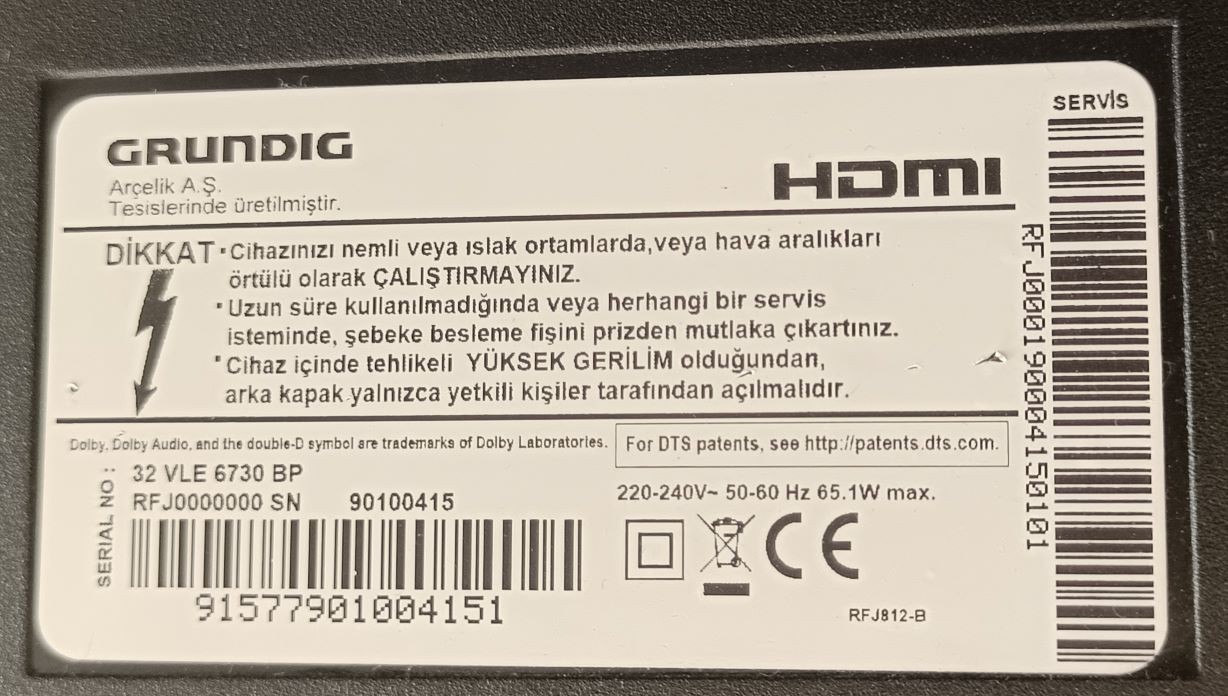 GRUNDIG
Arçelik A.Ş.
Tesislerinde üretilmiştir.
HDMI
DİKKAT
•Cihazınızı nemli veya ıslak ortamlarda,veya hava aralıkları
örtülü olarak ÇALIŞTIRMAYINIZ.
•Uzun süre kullanılmadığında veya herhangi bir servis
isteminde, şebeke besleme fişini prizden mutlaka çıkartınız.
•Cihaz içinde tehlikeli YÜKSEK GERİLİM olduğundan,
arka kapak yalnızca yetkili kişiler tarafından açılmalıdır.
Dolby, Dolby Audio, and the double-D symbol are trademarks of Dolby Laboratories.
For DTS patents, see http://patents.dts.com.
SERIAL NO :
32 VLE 6730 BP
RFJ0000000 SN 90100415
91577901004151
220-240V~ 50-60 Hz 65.1W max.
CE
RFJ812-B
SERVİS
RFJ0000190004150101